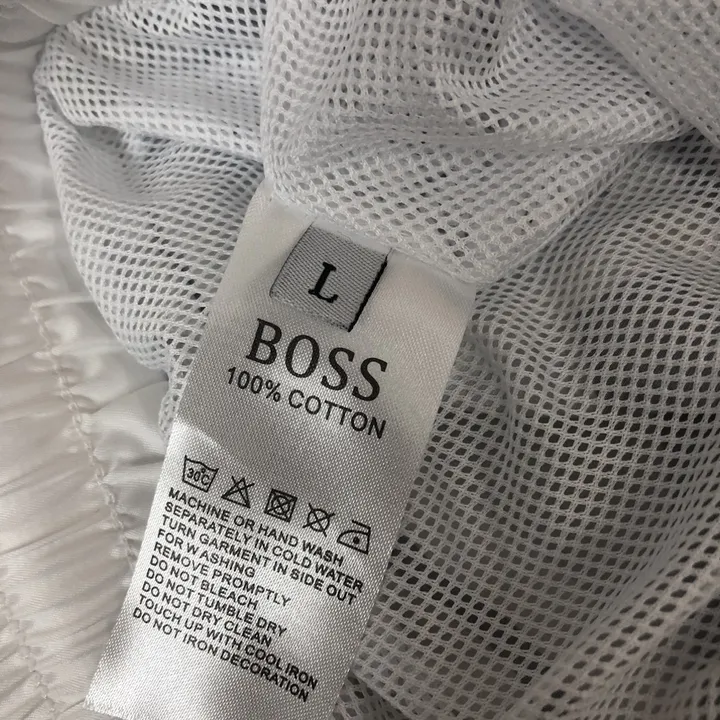 L
BOSS
100% COTTON
30C
MACHINE OR HAND WASH
SEPARATELY IN COLD WATER
TURN GARMENT IN SIDE OUT
FOR WASHING
REMOVE PROMPTLY
DO NOT BLEACH
DO NOT TUMBLE DRY
DO NOT DRY CLEAN
TOUCH UP WITH COOL IRON
DO NOT IRON DECORATION